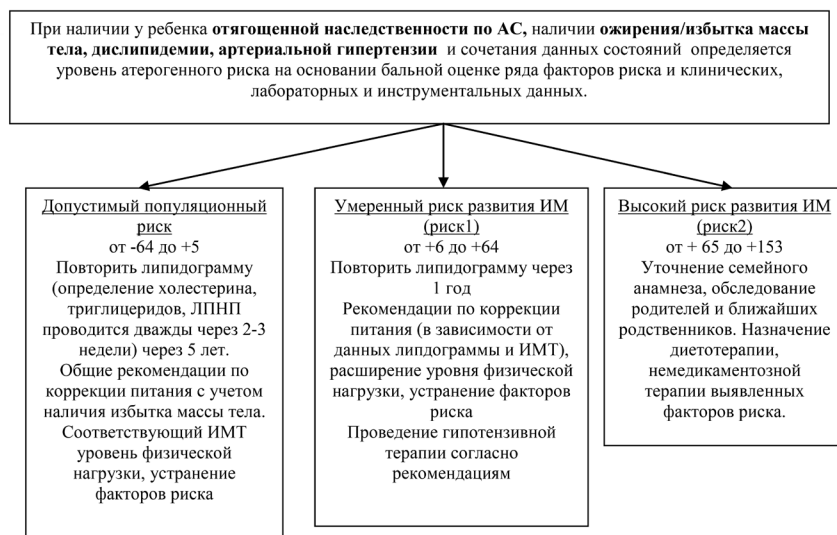 При наличии у ребенка отягощенной наследственности по АС, наличии ожирения/избытка массы
тела, дислипидемии, артериальной гипертензии и сочетания данных состояний определяется
уровень атерогенного риска на основании бальной оценке ряда факторов риска и клинических,
лабораторных и инструментальных данных.
Допустимый популяционный
риск
от -64 до +5
Повторить липидограмму
(определение холестерина,
триглицеридов, ЛПНП
проводится дважды через 2-3
недели) через 5 лет.
Общие рекомендации по
коррекции питания с учетом
наличия избытка массы тела.
Соответствующий ИМТ
уровень физической
нагрузки, устранение
факторов риска
Умеренный риск развития ИМ
(риск1)
от +6 до +64
Повторить липидограмму через
1 год
Рекомендации по коррекции
питания (в зависимости от
данных липдограммы и ИМТ),
расширение уровня физической
нагрузки, устранение факторов
риска
Проведение гипотензивной
терапии согласно
рекомендациям
Высокий риск развития ИМ
(риск2)
от + 65 до +153
Уточнение семейного
анамнеза, обследование
родителей и ближайших
родственников. Назначение
диетотерапии,
немедикаментозной
терапии выявленных
факторов риска.